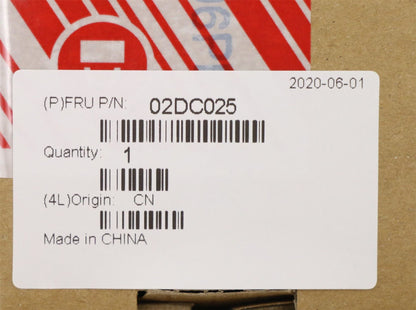 2020-06-01
(P)FRU P/N: 02DC025
Quantity: 1
(4L)Origin: CN
Made in CHINA